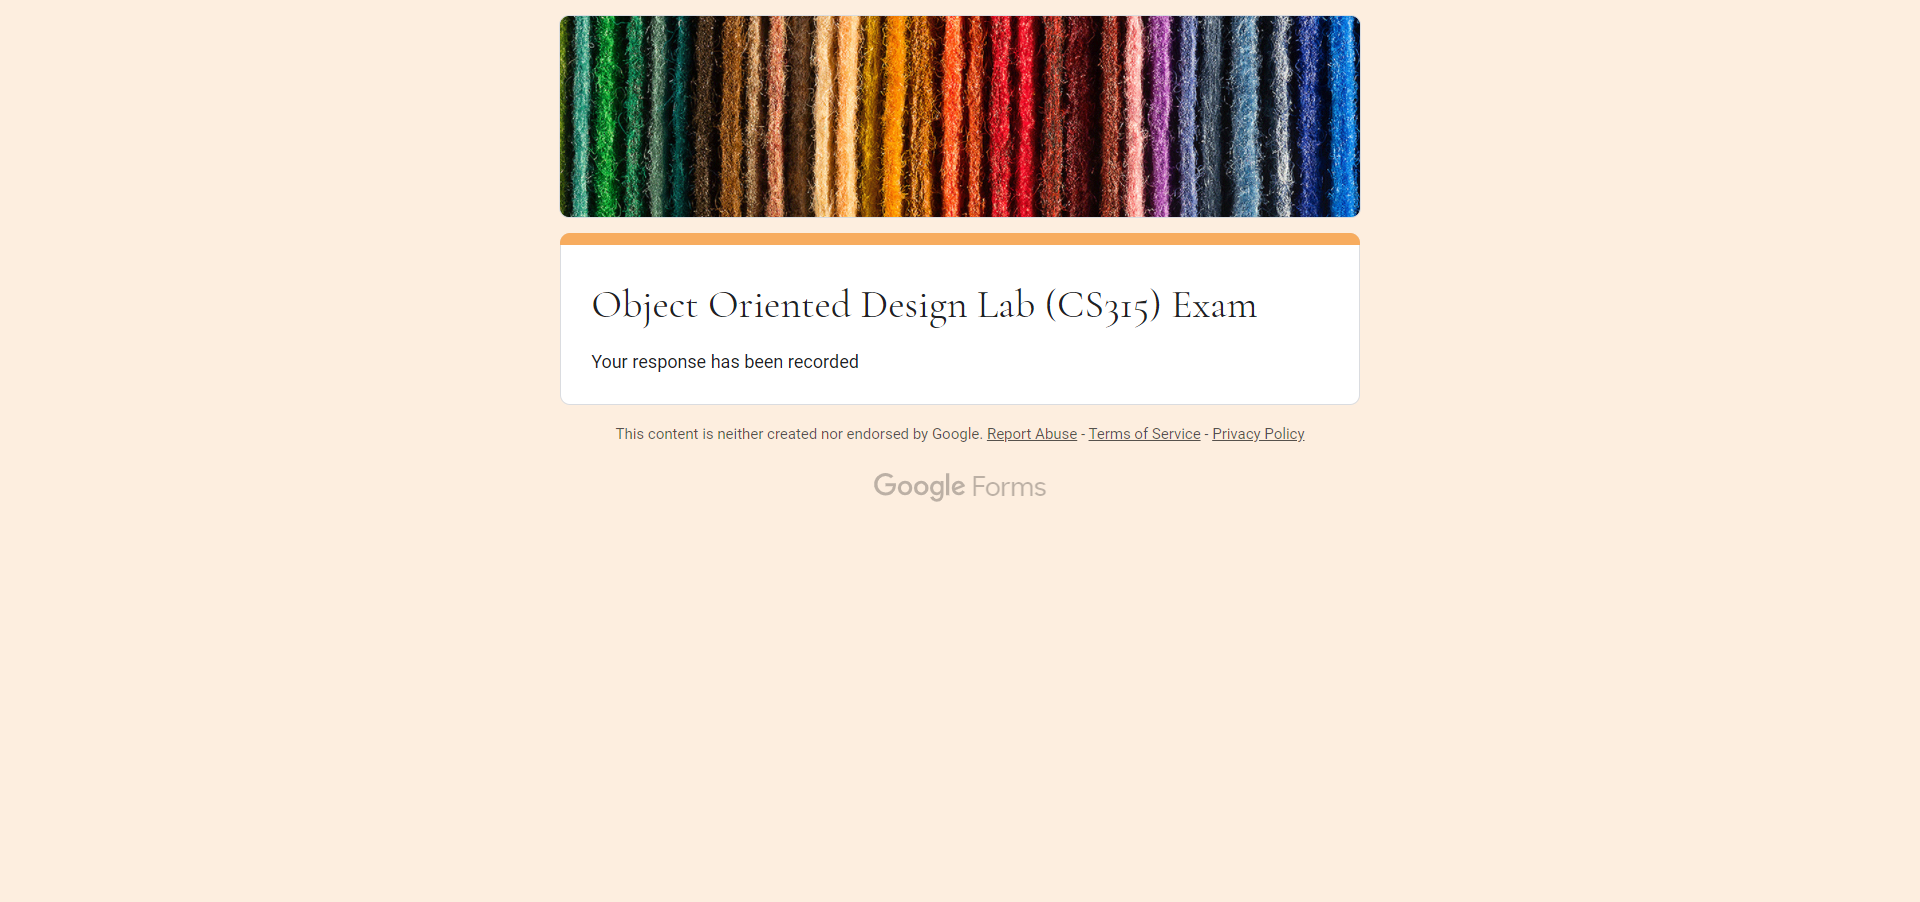 Object Oriented Design Lab (CS315) Exam
Your response has been recorded
This content is neither created nor endorsed by Google. Report Abuse - Terms of Service - Privacy Policy
Google Forms